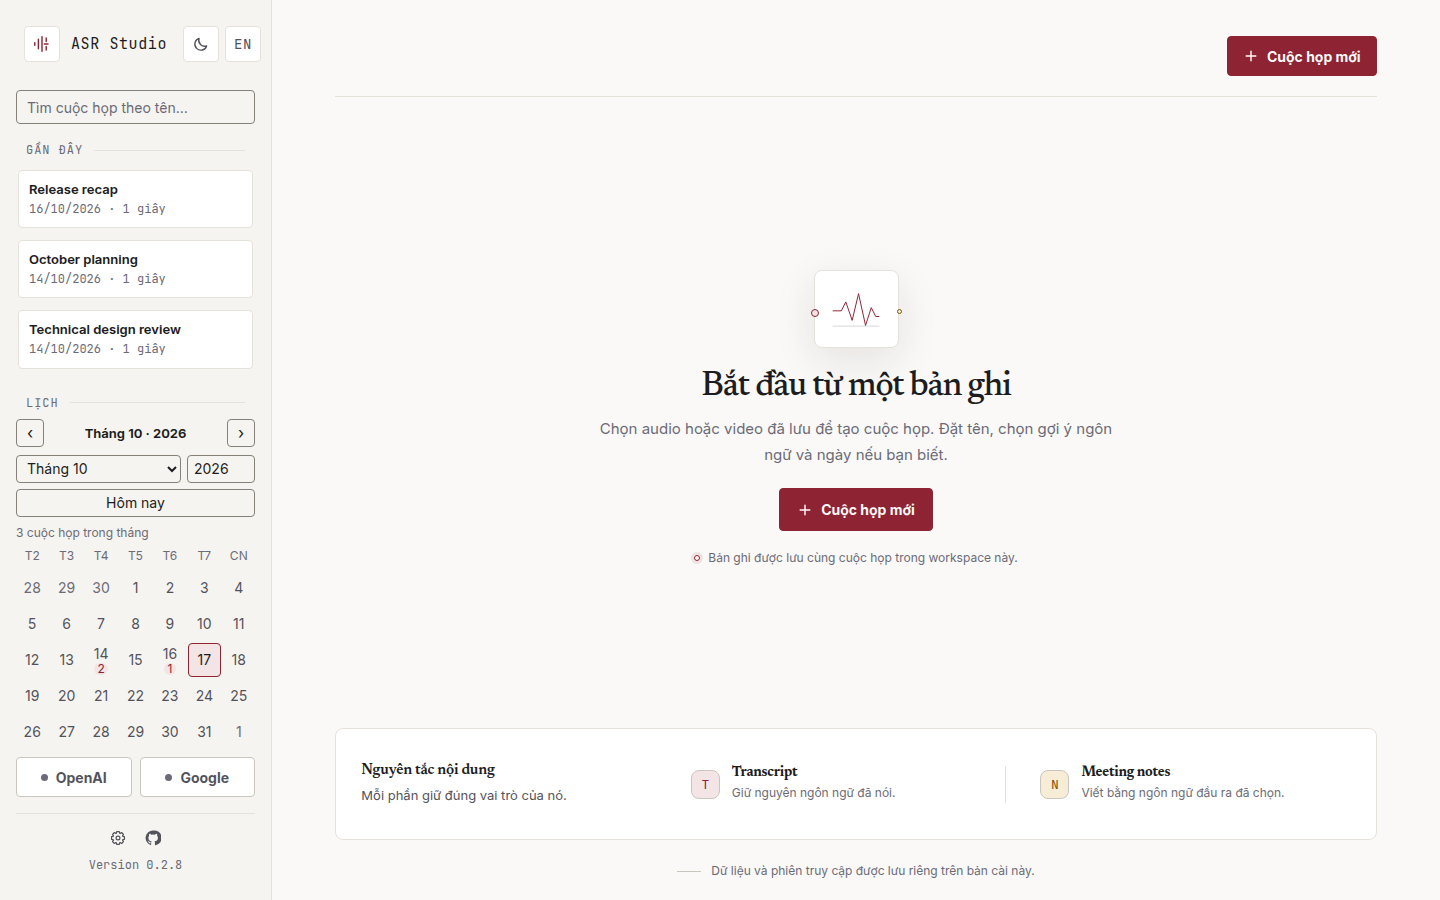 ASR Studio
EN
Tìm cuộc họp theo tên...
GẦN ĐÂY
Release recap
16/10/2026 · 1 giây
October planning
14/10/2026 · 1 giây
Technical design review
14/10/2026 · 1 giây
LỊCH
‹ Tháng 10 · 2026 ›
Tháng 10 2026
Hôm nay
3 cuộc họp trong tháng
T2 T3 T4 T5 T6 T7 CN
28 29 30 1 2 3 4
5 6 7 8 9 10 11
12 13 14 15 16 17 18
2 1
19 20 21 22 23 24 25
26 27 28 29 30 31 1
OpenAI Google
Version 0.2.8
+ Cuộc họp mới
Bắt đầu từ một bản ghi
Chọn audio hoặc video đã lưu để tạo cuộc họp. Đặt tên, chọn gợi ý ngôn
ngữ và ngày nếu bạn biết.
+ Cuộc họp mới
Bản ghi được lưu cùng cuộc họp trong workspace này.
Nguyên tắc nội dung
Mỗi phần giữ đúng vai trò của nó.
T
Transcript
Giữ nguyên ngôn ngữ đã nói.
N
Meeting notes
Viết bằng ngôn ngữ đầu ra đã chọn.
Dữ liệu và phiên truy cập được lưu riêng trên bản cài này.